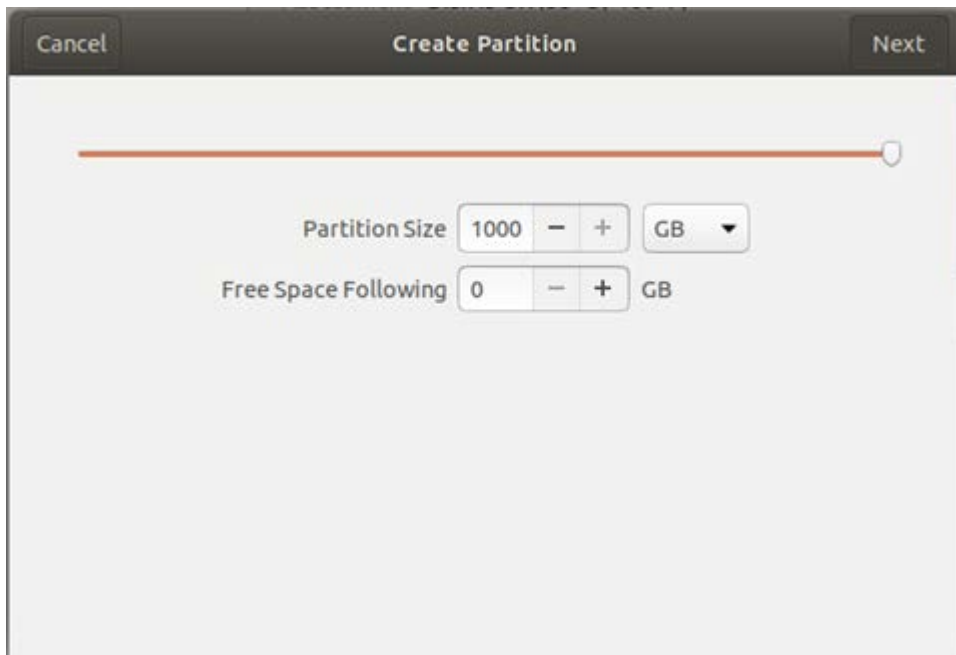 Cancel Create Partition Next
Partition Size 1000 − + GB
Free Space Following 0 − + GB